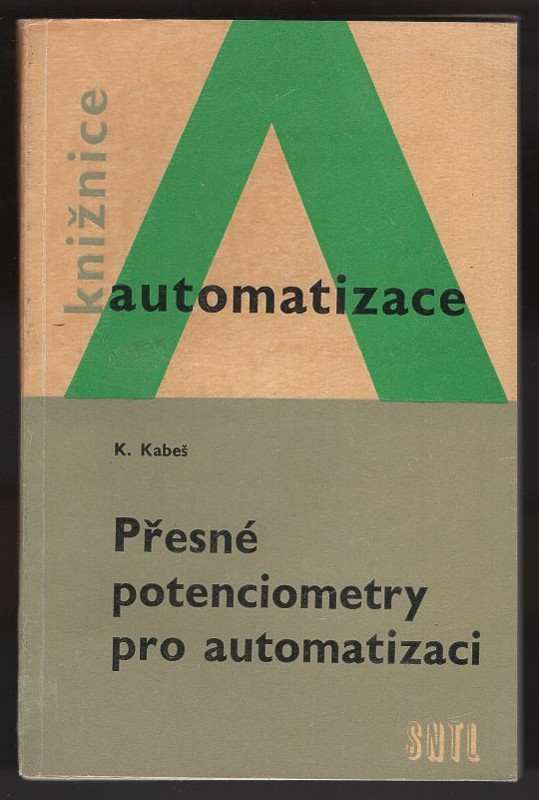 knižnice
automatizace
K. Kabeš
Přesné
potenciometry
pro automatizaci
SNTL